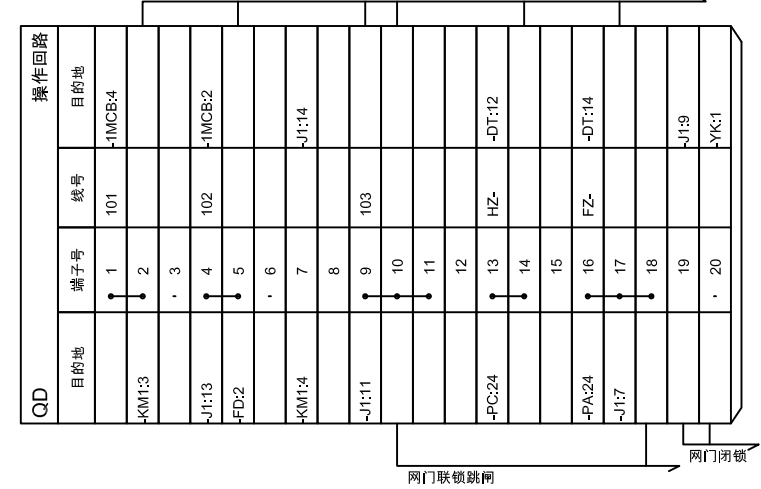 QD 操作回路
目的地 端子号 线号 目的地
1 101 -1MCB:4
-KM1:3 2
- 3
-J1:13 4 102 -1MCB:2
-FD:2 5
- 6
-KM1:4 7 -J1:14
8
-J1:11 9 103
10
11
12
-PC:24 13 HZ- -DT:12
14
15
-PA:24 16 FZ- -DT:14
-J1:7 17
18
19 -J1:9
- 20 -YK:1
网门闭锁
网门联锁跳闸